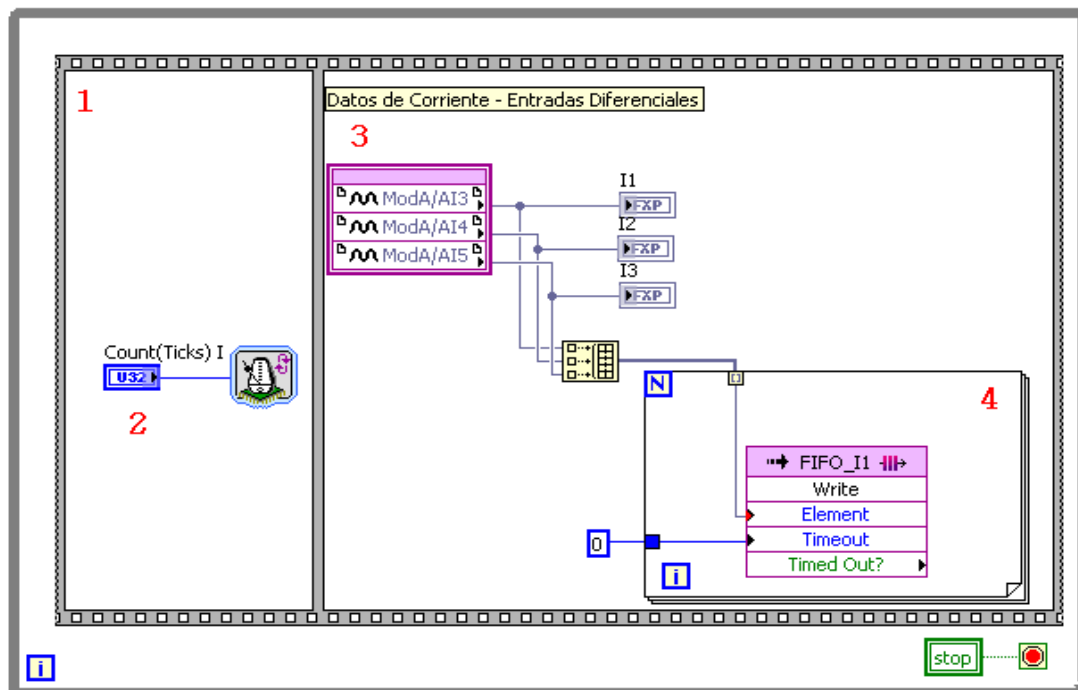 1
Datos de Corriente - Entradas Diferenciales
3
ModA/AI3
ModA/AI4
ModA/AI5
I1
FXP
I2
FXP
I3
FXP
Count(Ticks) I
U32
2
N
4
FIFO_I1
Write
Element
0
Timeout
i
Timed Out?
i
stop